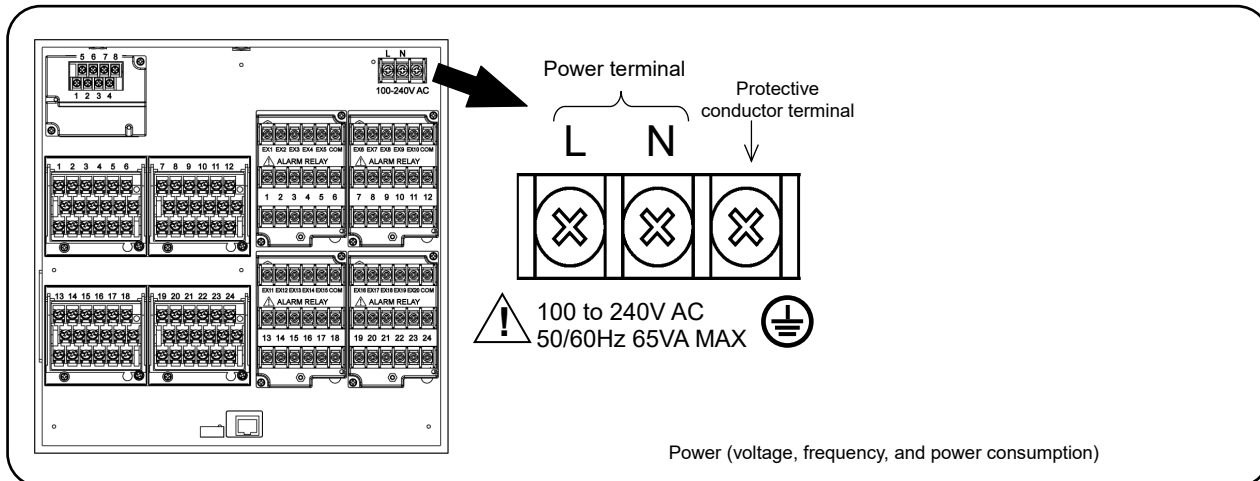 5 6 7 8
1 2 3 4
L N
100-240V AC
EX1 EX2 EX3 EX4 EX5 COM
ALARM RELAY
1 2 3 4 5 6
EX6 EX7 EX8 EX9 EX10 COM
ALARM RELAY
7 8 9 10 11 12
1 2 3 4 5 6
7 8 9 10 11 12
EX11 EX12 EX13 EX14 EX15 COM
ALARM RELAY
13 14 15 16 17 18
EX16 EX17 EX18 EX19 EX20 COM
ALARM RELAY
19 20 21 22 23 24
13 14 15 16 17 18
19 20 21 22 23 24
Power terminal
Protective
conductor terminal
L N
100 to 240V AC
50/60Hz 65VA MAX
Power (voltage, frequency, and power consumption)